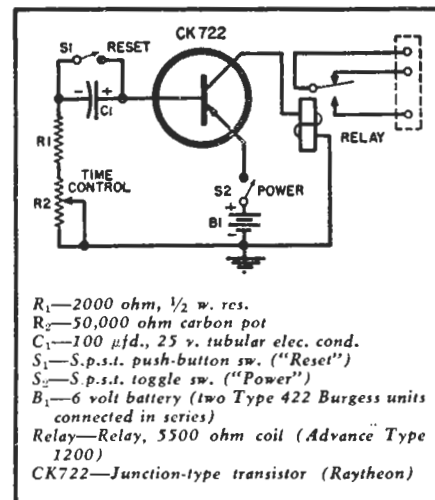 CK722
S1 RESET
- +
C1
R1
TIME
CONTROL
R2
RELAY
S2 POWER
+
B1
-
R₁—2000 ohm, ½ w. res.
R₂—50,000 ohm carbon pot
C₁—100 μfd., 25 v. tubular elec. cond.
S₁—S.p.s.t. push-button sw. ("Reset")
S₂—S.p.s.t. toggle sw. ("Power")
B₁—6 volt battery (two Type 422 Burgess units
connected in series)
Relay—Relay, 5500 ohm coil (Advance Type
1200)
CK722—Junction-type transistor (Raytheon)